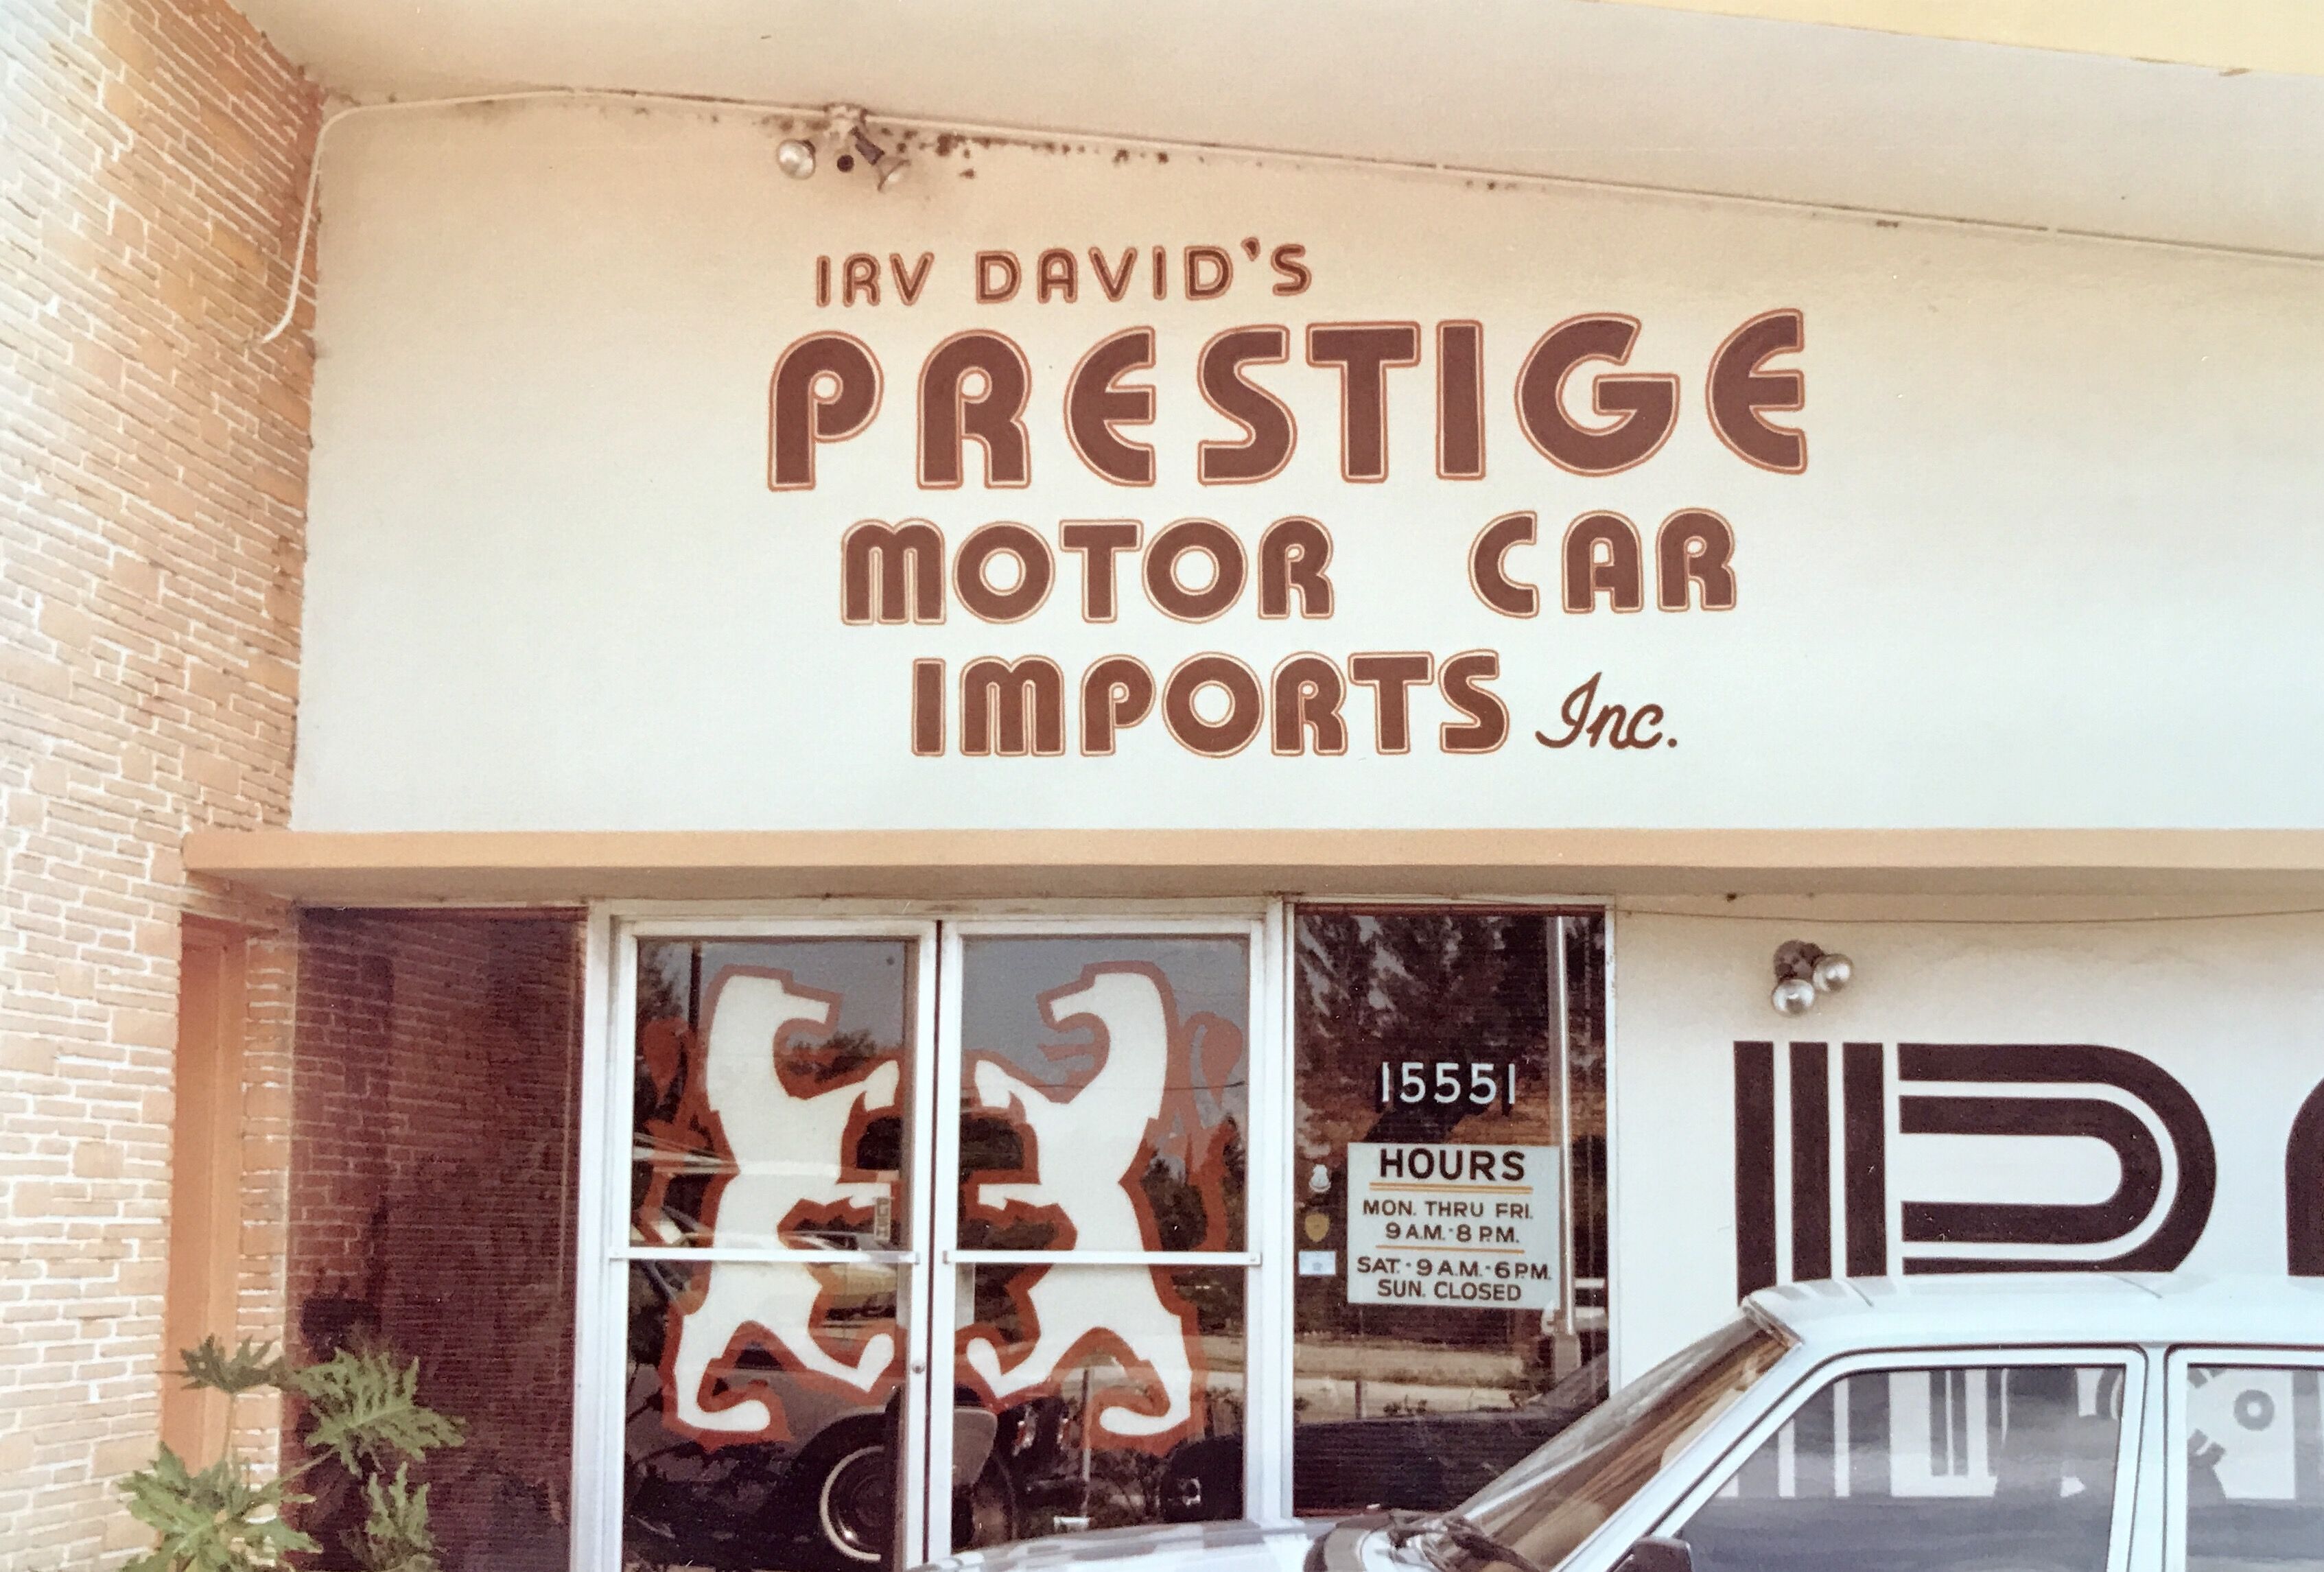 IRV DAVID'S
PRESTIGE
MOTOR CAR
IMPORTS Inc.
15551
HOURS
MON. THRU FRI.
9 A.M.-8 P.M.
SAT.-9 A.M.-6 P.M.
SUN. CLOSED